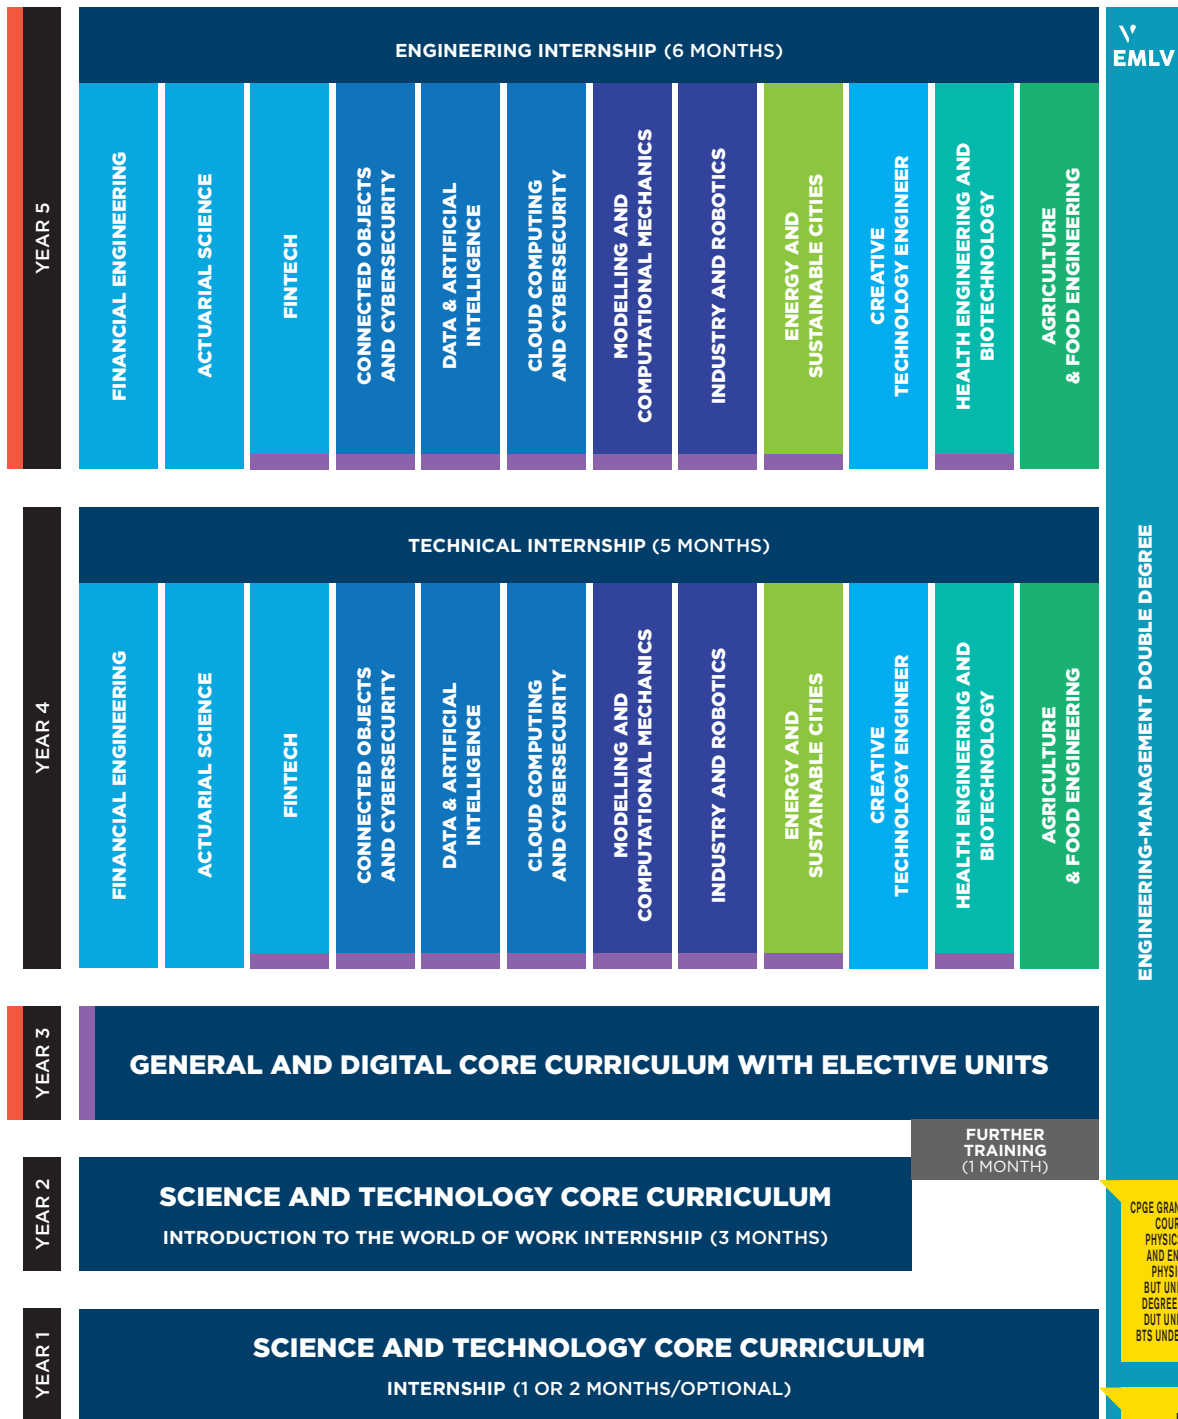 ENGINEERING INTERNSHIP (6 MONTHS)
EMLV
YEAR 5
FINANCIAL ENGINEERING
ACTUARIAL SCIENCE
FINTECH
CONNECTED OBJECTS
AND CYBERSECURITY
DATA & ARTIFICIAL
INTELLIGENCE
CLOUD COMPUTING
AND CYBERSECURITY
MODELLING AND
COMPUTATIONAL MECHANICS
INDUSTRY AND ROBOTICS
ENERGY AND
SUSTAINABLE CITIES
CREATIVE
TECHNOLOGY ENGINEER
HEALTH ENGINEERING AND
BIOTECHNOLOGY
AGRICULTURE
& FOOD ENGINEERING
TECHNICAL INTERNSHIP (5 MONTHS)
YEAR 4
FINANCIAL ENGINEERING
ACTUARIAL SCIENCE
FINTECH
CONNECTED OBJECTS
AND CYBERSECURITY
DATA & ARTIFICIAL
INTELLIGENCE
CLOUD COMPUTING
AND CYBERSECURITY
MODELLING AND
COMPUTATIONAL MECHANICS
INDUSTRY AND ROBOTICS
ENERGY AND
SUSTAINABLE CITIES
CREATIVE
TECHNOLOGY ENGINEER
HEALTH ENGINEERING AND
BIOTECHNOLOGY
AGRICULTURE
& FOOD ENGINEERING
ENGINEERING-MANAGEMENT DOUBLE DEGREE
YEAR 3
GENERAL AND DIGITAL CORE CURRICULUM WITH ELECTIVE UNITS
FURTHER
TRAINING
(1 MONTH)
YEAR 2
SCIENCE AND TECHNOLOGY CORE CURRICULUM
INTRODUCTION TO THE WORLD OF WORK INTERNSHIP (3 MONTHS)
CPGE
AND
BUT
DEGREE
DUT
BTS
YEAR 1
SCIENCE AND TECHNOLOGY CORE CURRICULUM
INTERNSHIP (1 OR 2 MONTHS/OPTIONAL)